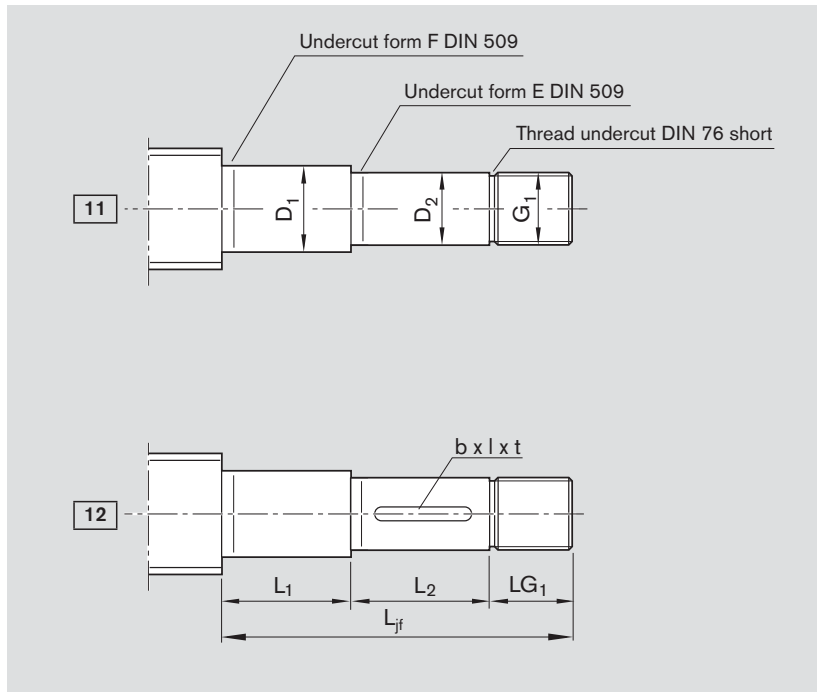 Undercut form F DIN 509
Undercut form E DIN 509
Thread undercut DIN 76 short
11
D₁
D₂
G₁
b x l x t
12
L₁
L₂
LG₁
L_jf